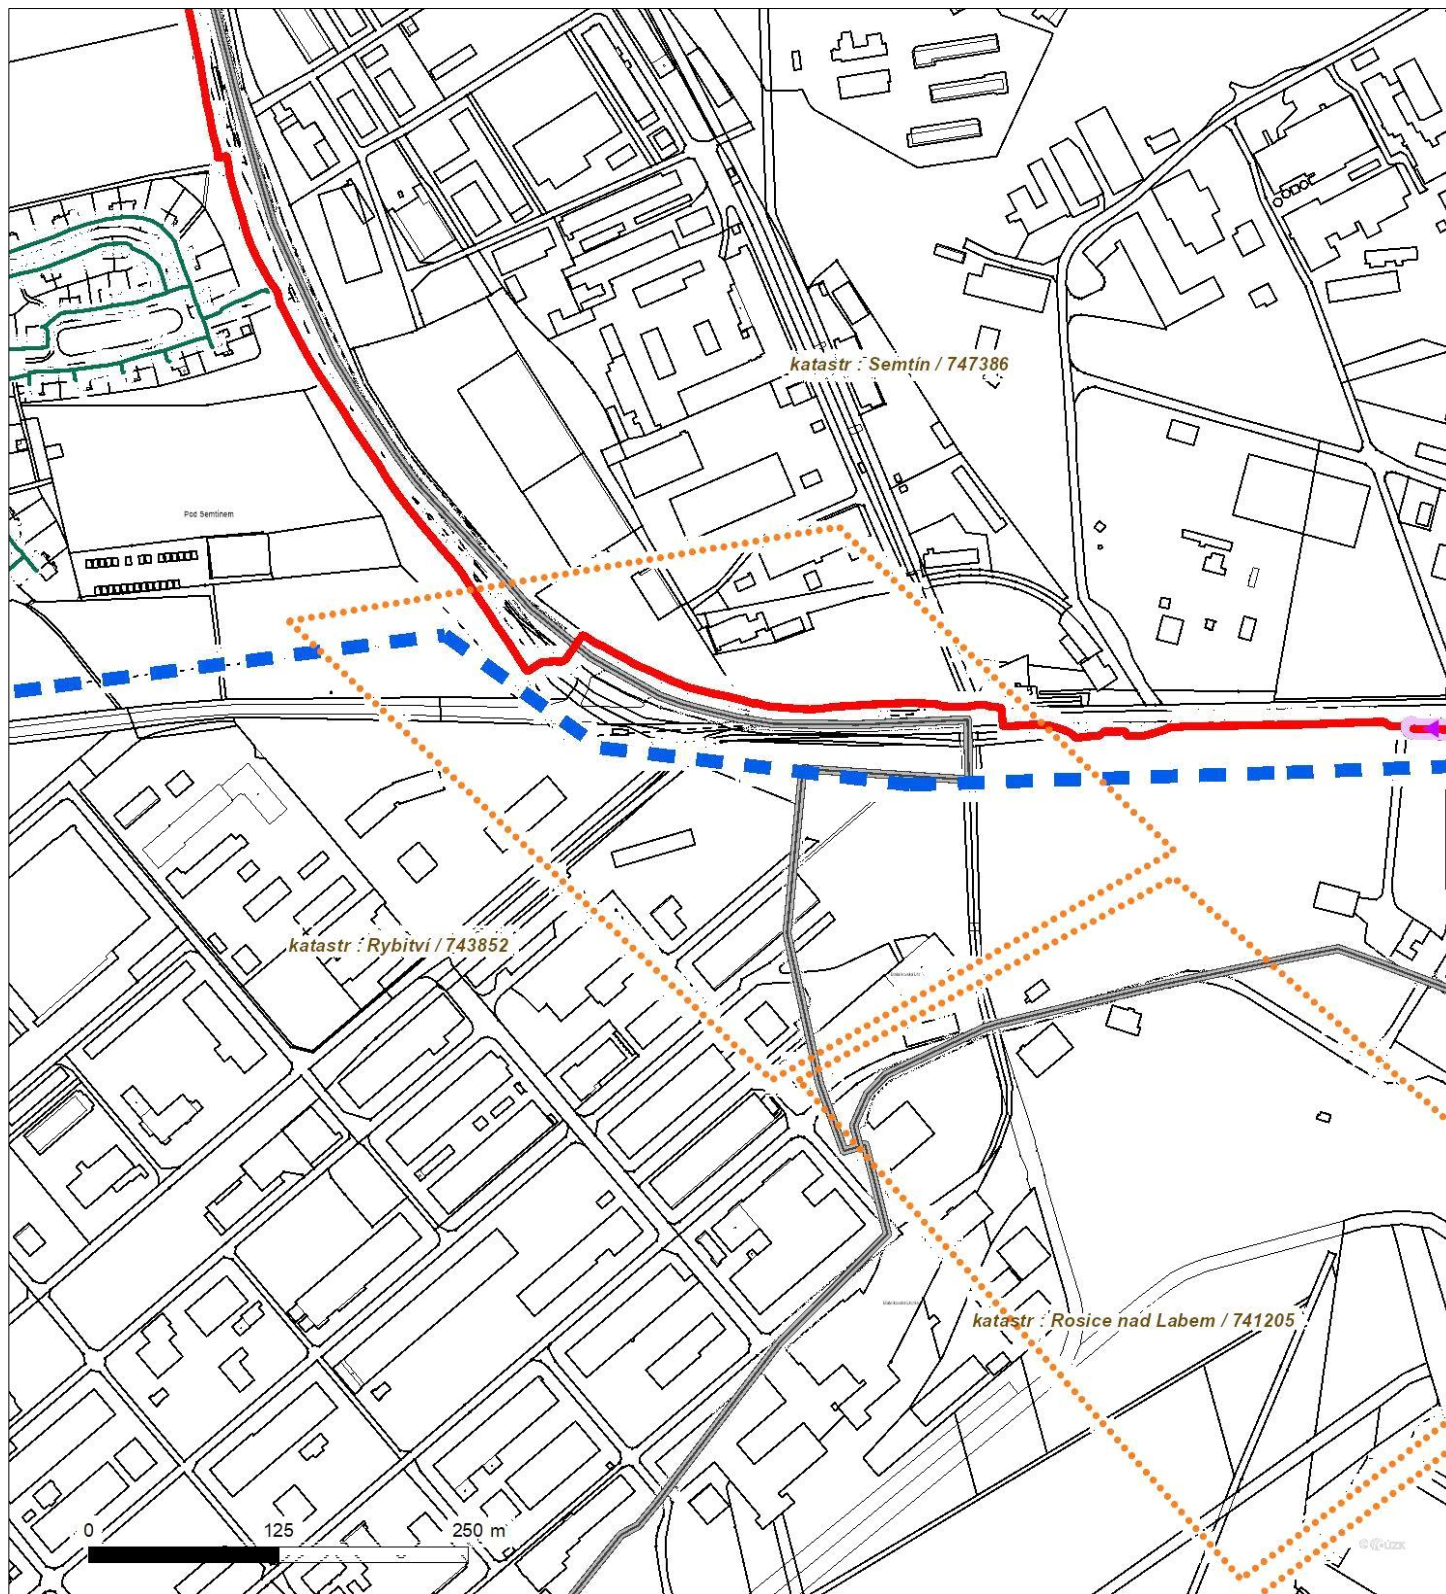 katastr : Semtín / 747386
Pod Semtínem
katastr : Rybitví / 743852
katastr : Rosice nad Labem / 741205
0 125 250 m